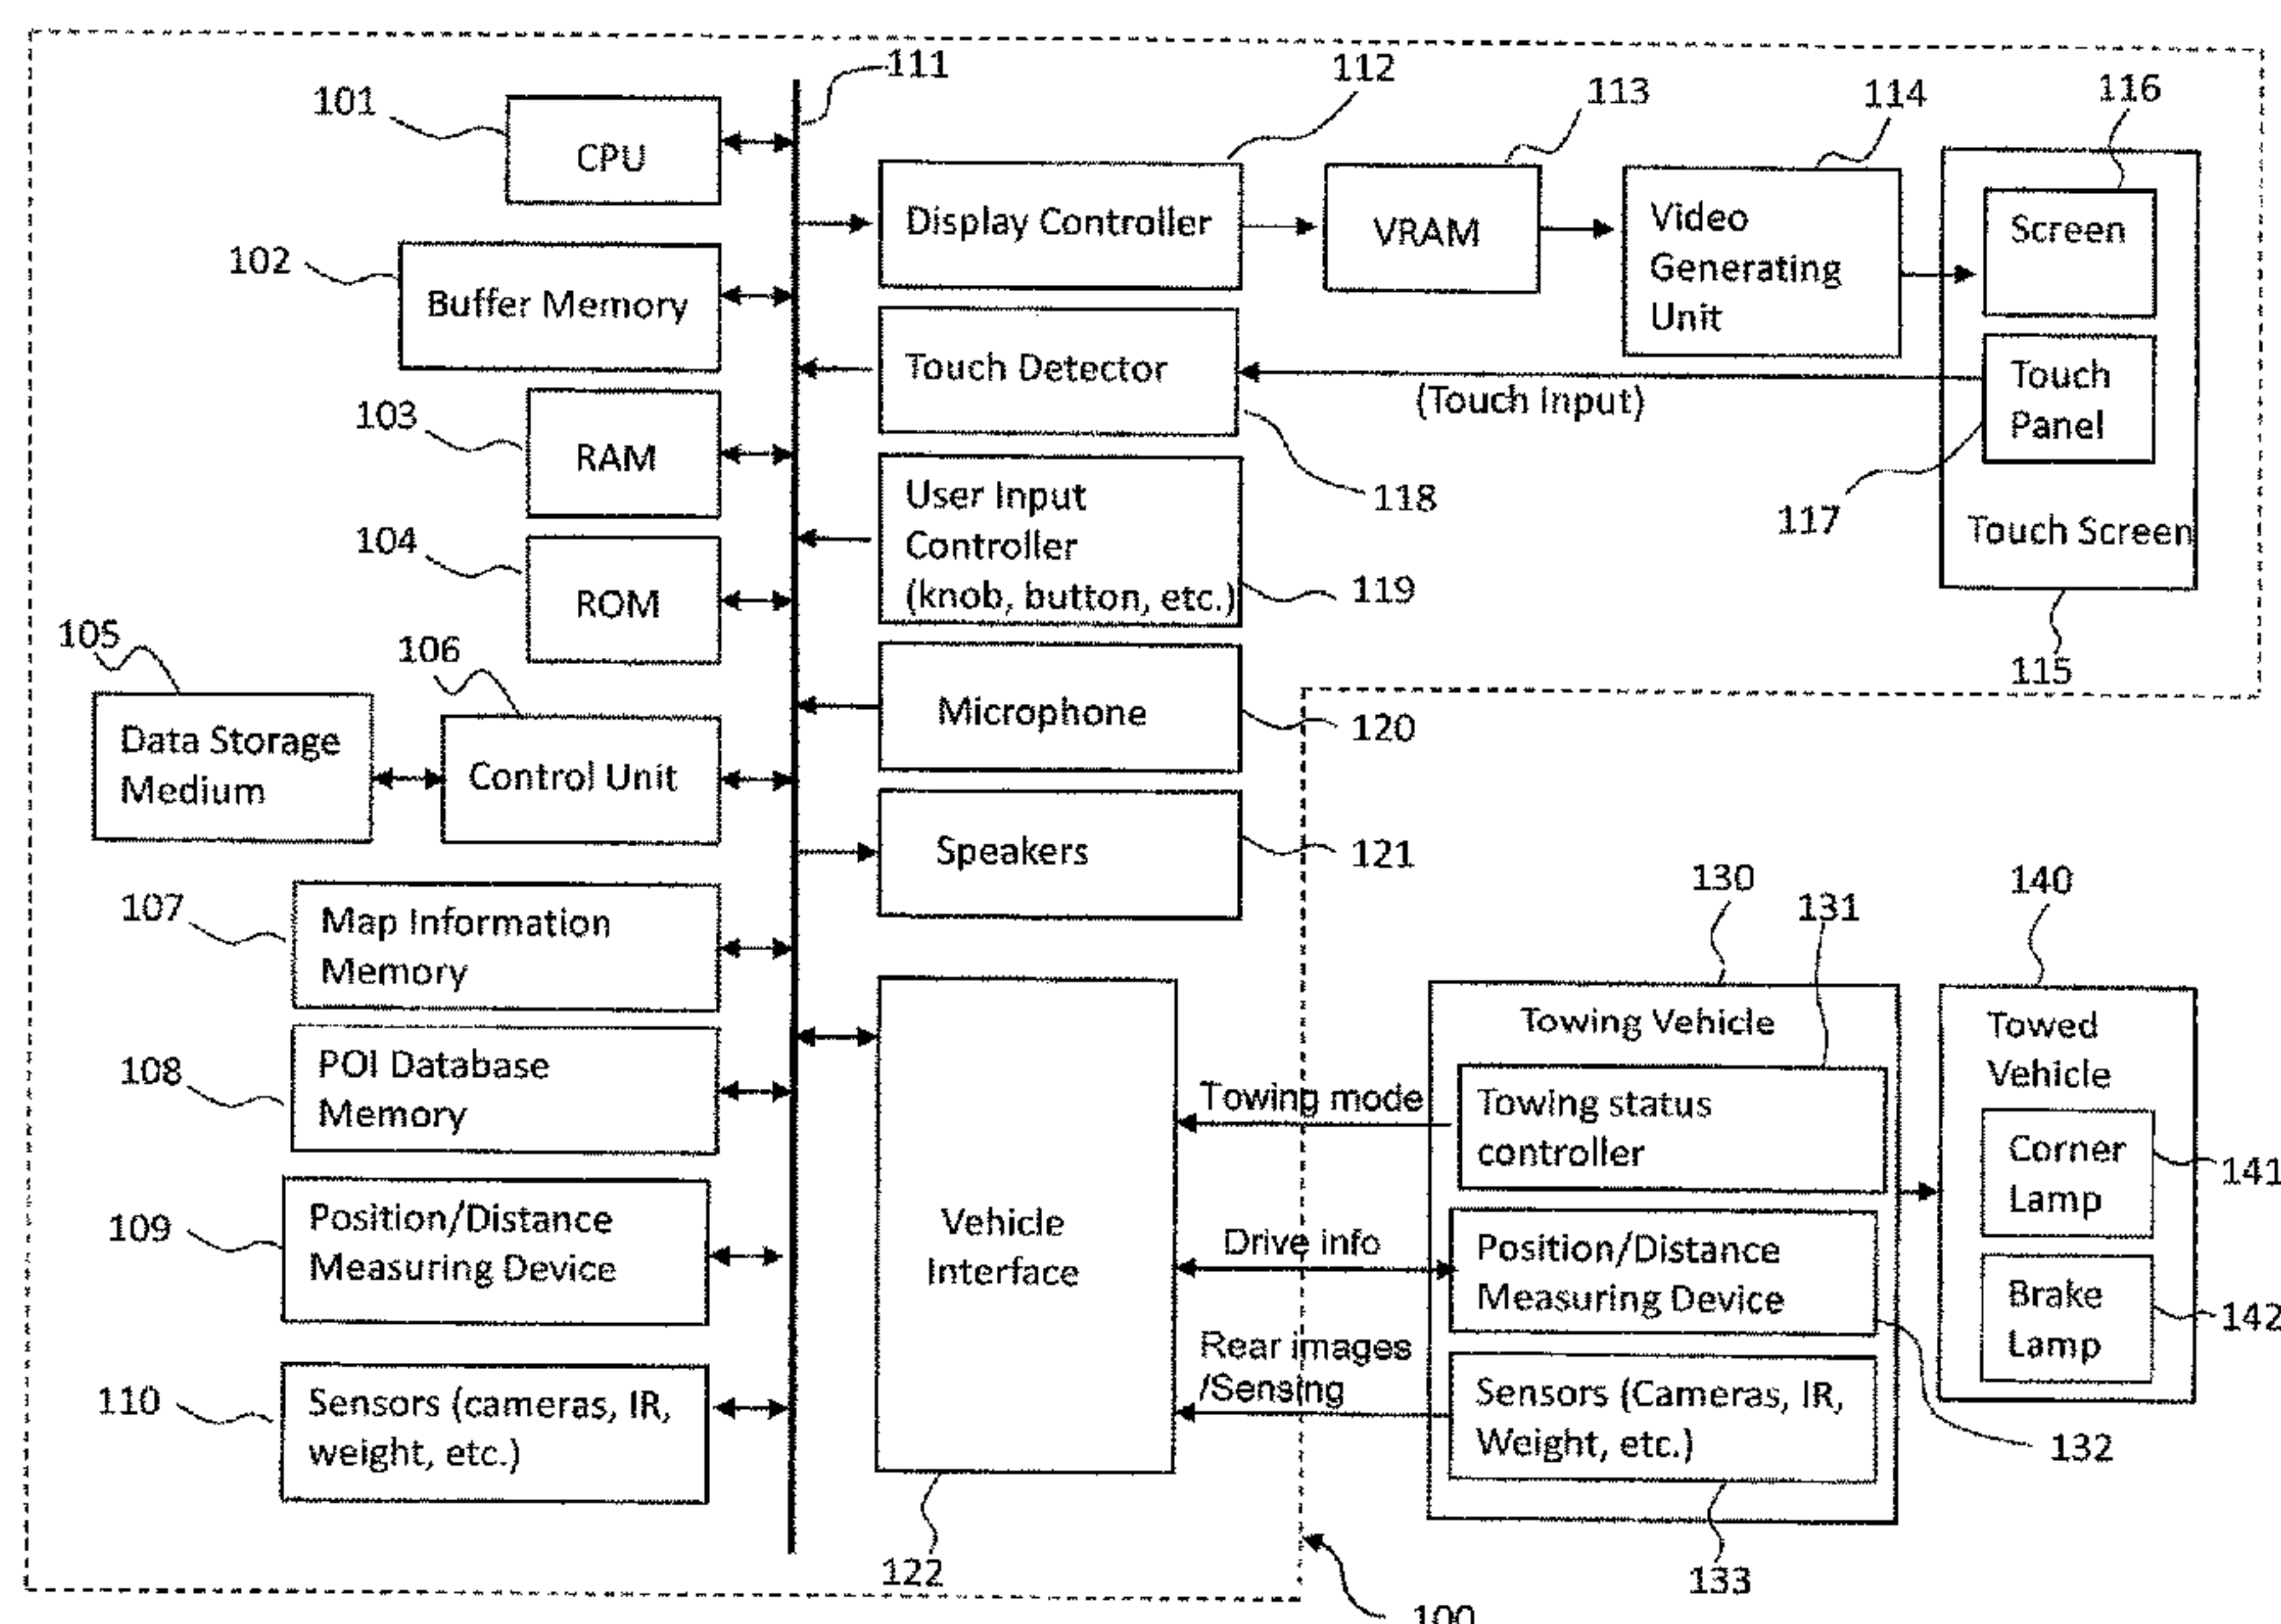 111
112
113
114
116
101
CPU
Display Controller
VRAM
Video
Generating
Unit
Screen
102
Buffer Memory
Touch Detector
(Touch Input)
Touch
Panel
103
RAM
118
117
Touch Screen
115
User Input
Controller
(knob, button, etc.)
119
104
ROM
105
106
Data Storage
Medium
Control Unit
Microphone
120
Speakers
121
107
Map Information
Memory
108
POI Database
Memory
109
Position/Distance
Measuring Device
110
Sensors (cameras, IR,
weight, etc.)
Vehicle
Interface
122
Towing mode
Drive info
Rear images
/Sensing
130
131
Towing Vehicle
Towing status
controller
Position/Distance
Measuring Device
132
Sensors (Cameras, IR,
Weight, etc.)
133
140
Towed
Vehicle
Corner
Lamp
141
Brake
Lamp
142
100